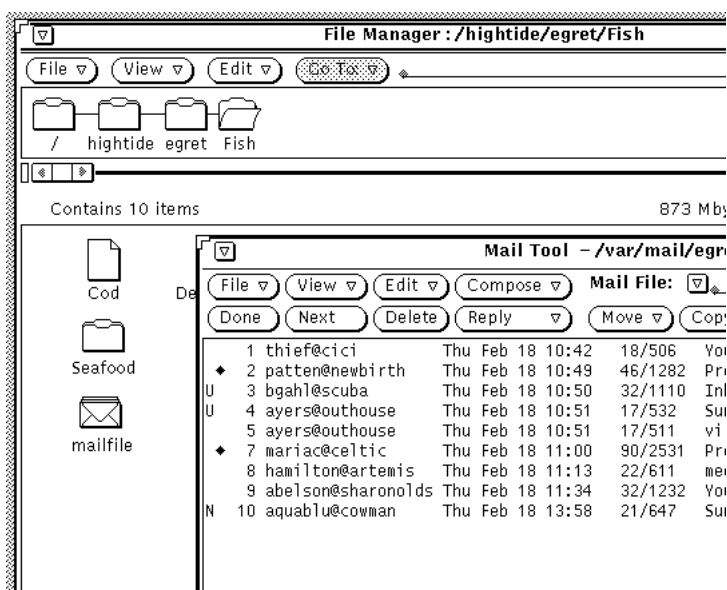 File Manager : /hightide/egret/Fish
File View Edit Go To
/ hightide egret Fish
Contains 10 items 873 Mby
Cod De
Seafood
mailfile
Mail Tool - /var/mail/egre
File View Edit Compose Mail File:
Done Next Delete Reply Move Copy
1 thief@cici Thu Feb 18 10:42 18/506 You
◆ 2 patten@newbirth Thu Feb 18 10:49 46/1282 Pro
U 3 bgahl@scuba Thu Feb 18 10:50 32/1110 Inl
U 4 ayers@outhouse Thu Feb 18 10:51 17/532 Sun
5 ayers@outhouse Thu Feb 18 10:51 17/511 vi
◆ 7 mariac@celtic Thu Feb 18 11:00 90/2531 Pro
8 hamilton@artemis Thu Feb 18 11:13 22/611 mee
9 abelson@sharonolds Thu Feb 18 11:34 32/1232 You
N 10 aquablu@cowman Thu Feb 18 13:58 21/647 Sun